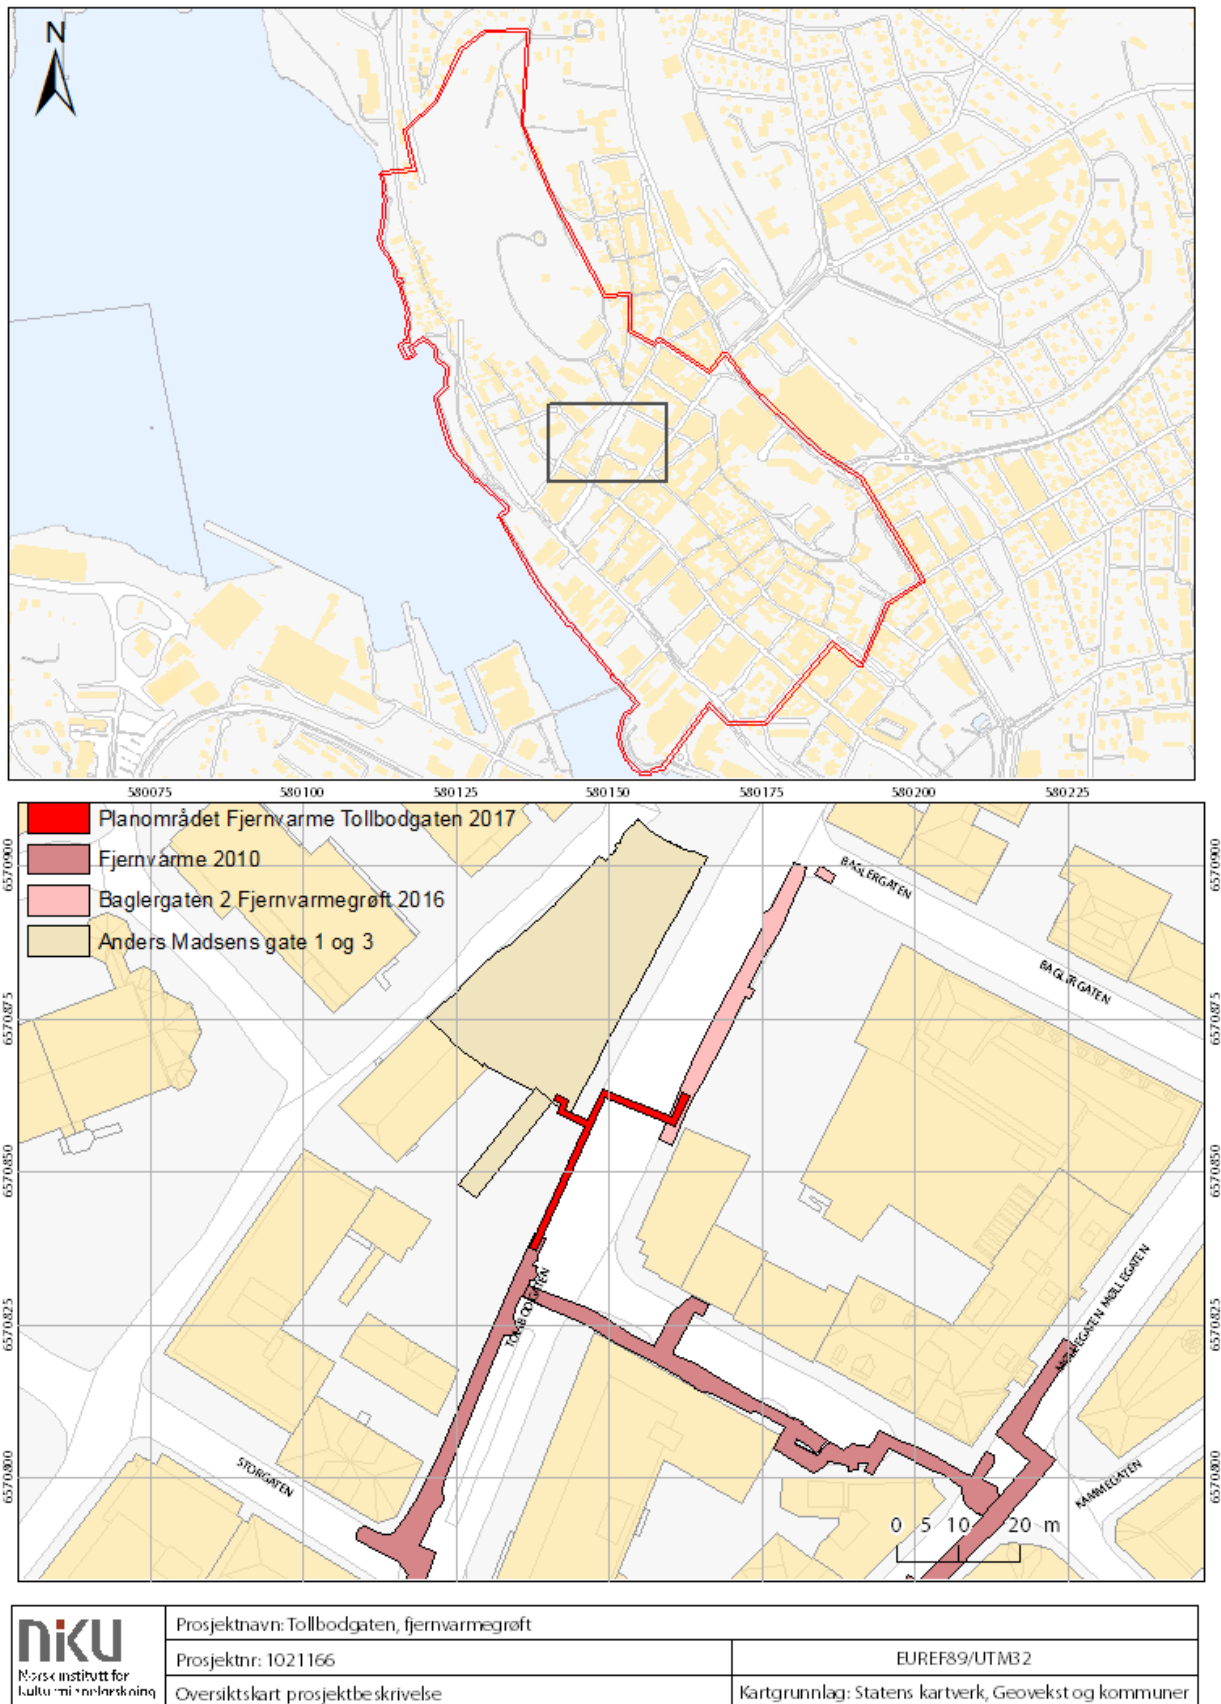 N
580075 580100 580125 580150 580175 580200 580225
Planområdet Fjernvarme Tollbodgaten 2017
Fjernvarme 2010
Baglergaten 2 Fjernvarmegrøft 2016
Anders Madsens gate 1 og 3
6570900 6570900
6570875 6570875
6570850 6570850
6570825 6570825
6570800 6570800
BAGLERGATEN
BAGLERGATEN
MØLLEGATEN MØLLEGATEN
TOLLBODGATEN
STORGATEN
KAMMEGATEN
0 5 10 20 m
niku
Norsk institutt for
kulturminneforskning
Prosjektnavn: Tollbodgaten, fjernvarmegrøft
Prosjektnr: 1021166
EUREF89/UTM32
Oversiktskart prosjektbeskrivelse
Kartgrunnlag: Statens kartverk, Geovekst og kommuner